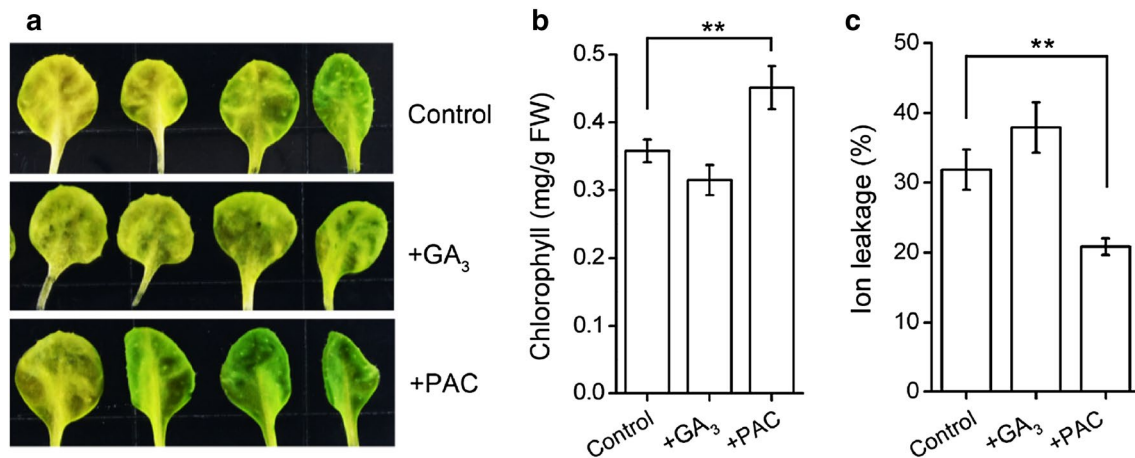 a
Control
+GA₃
+PAC
b
**
Chlorophyll (mg/g FW)
0.5
0.4
0.3
0.2
0.1
0.0
Control
+GA₃
+PAC
c
**
Ion leakage (%)
50
40
30
20
10
0
Control
+GA₃
+PAC